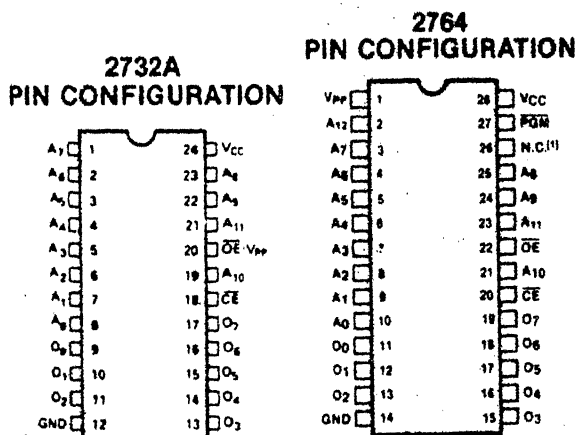 2732A
PIN CONFIGURATION
A7 1 24 VCC
A6 2 23 A8
A5 3 22 A9
A4 4 21 A11
A3 5 20 OE VPP
A2 6 19 A10
A1 7 18 CE
A0 8 17 O7
O0 9 16 O6
O1 10 15 O5
O2 11 14 O4
GND 12 13 O3
2764
PIN CONFIGURATION
VPP 1 28 VCC
A12 2 27 PGM
A7 3 26 N.C.[1]
A6 4 25 A8
A5 5 24 A9
A4 6 23 A11
A3 7 22 OE
A2 8 21 A10
A1 9 20 CE
A0 10 19 O7
O0 11 18 O6
O1 12 17 O5
O2 13 16 O4
GND 14 15 O3